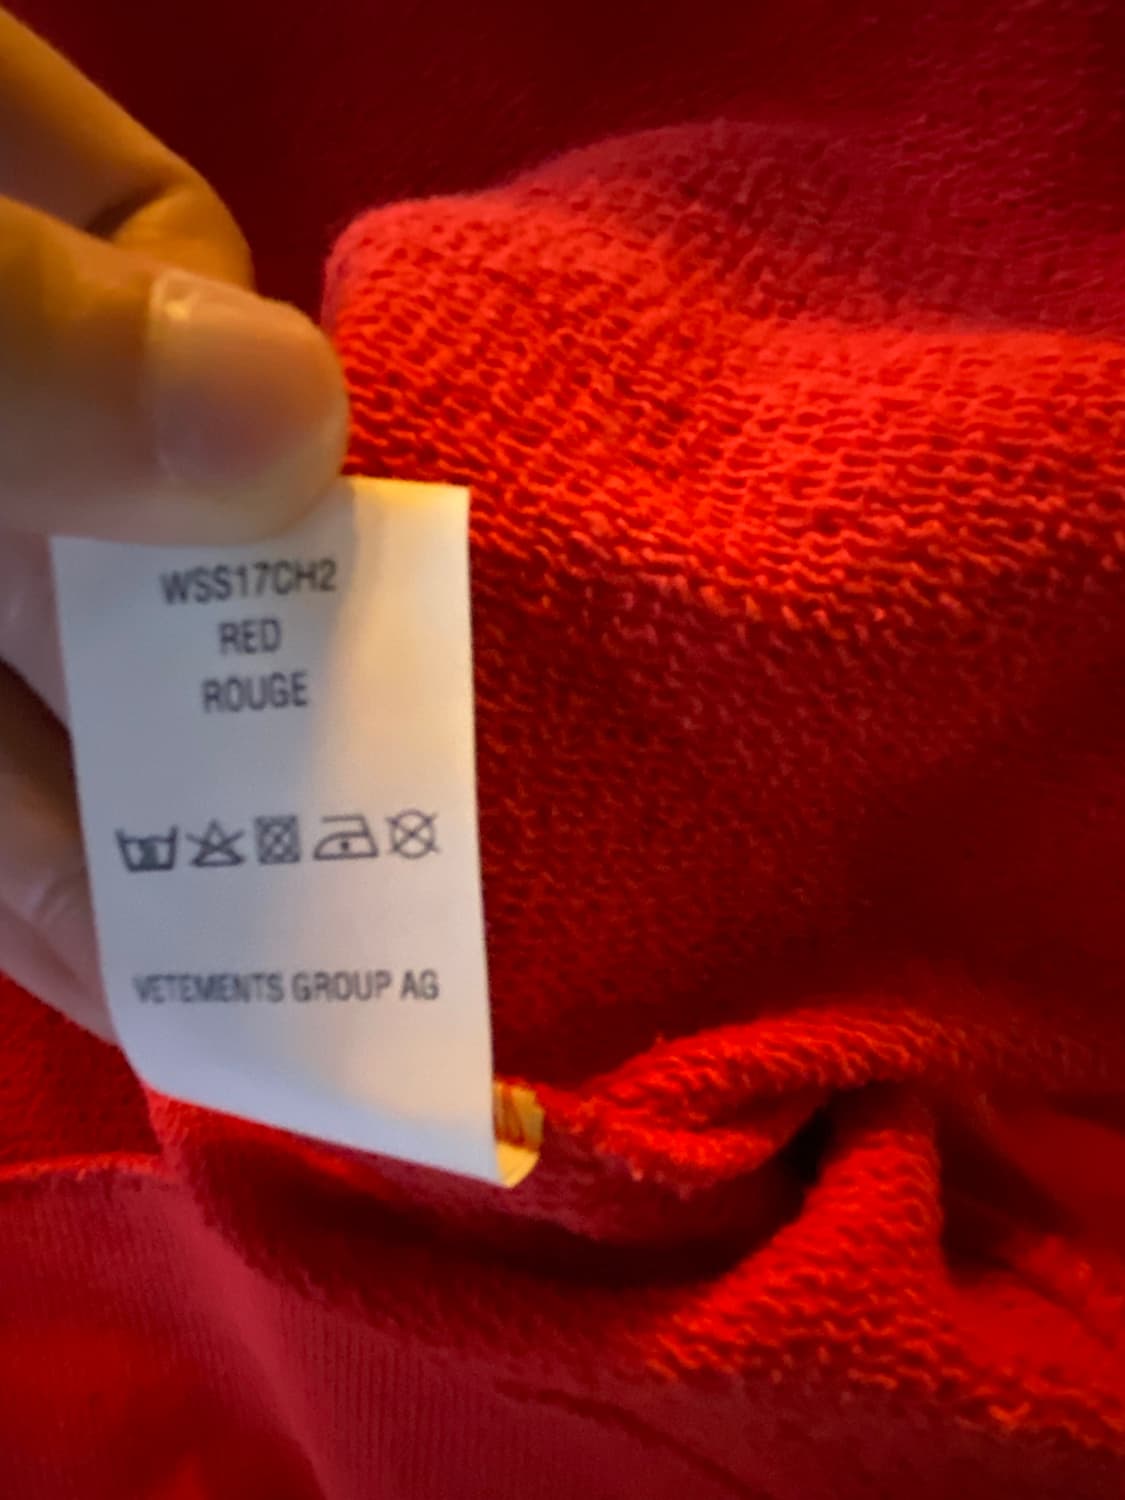 WSS17CH2
RED
ROUGE
VETEMENTS GROUP AG